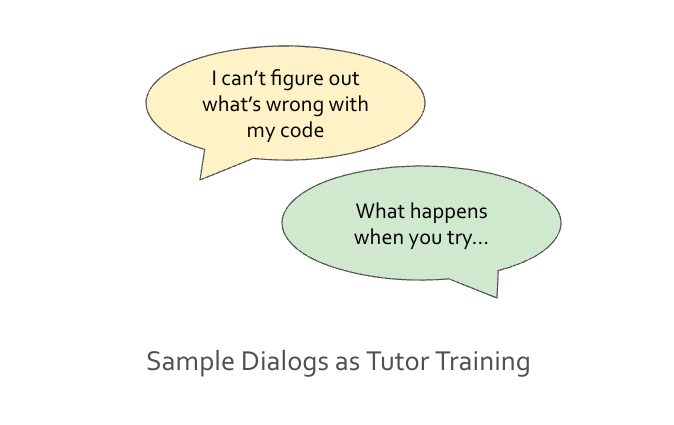 I can’t figure out
what’s wrong with
my code
What happens
when you try...
Sample Dialogs as Tutor Training